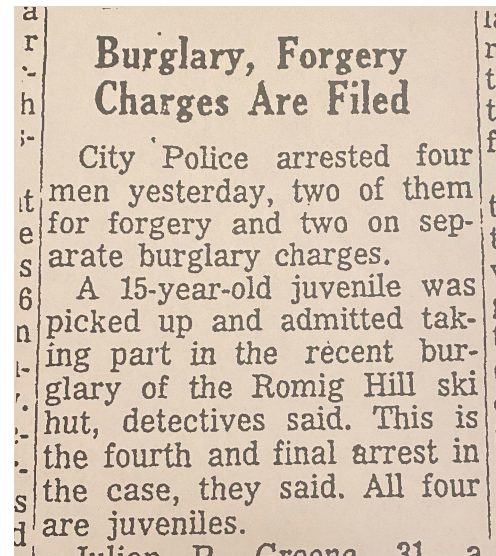 Burglary, Forgery
Charges Are Filed
City Police arrested four
men yesterday, two of them
for forgery and two on sep-
arate burglary charges.
A 15-year-old juvenile was
picked up and admitted tak-
ing part in the recent bur-
glary of the Romig Hill ski
hut, detectives said. This is
the fourth and final arrest in
the case, they said. All four
are juveniles.